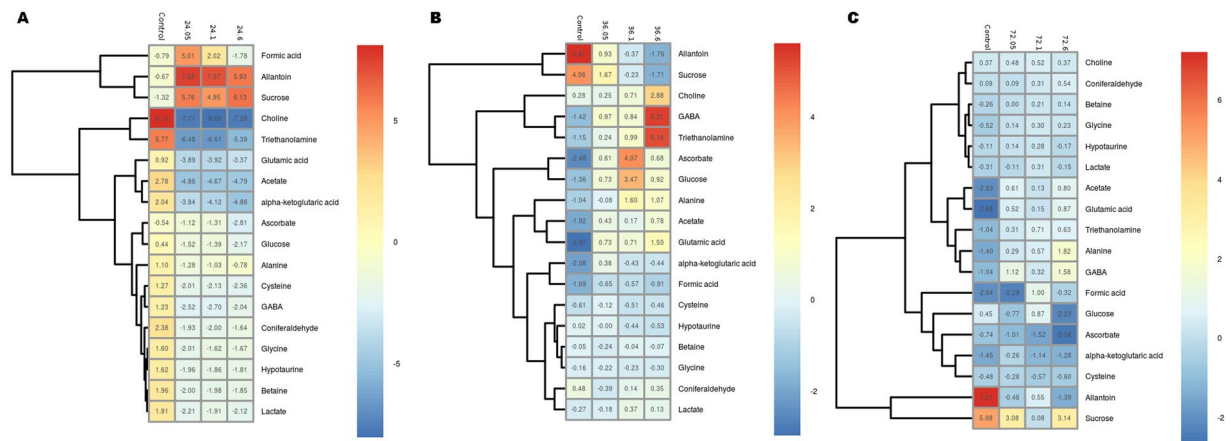 A
Control 24.05 24.1 24.6
-0.79 5.01 2.02 -1.78 Formic acid
-0.67 7.07 5.93 Allantoin
-1.32 5.76 4.95 6.13 Sucrose
Choline
5.77 -6.48 -6.61 -5.39 Triethanolamine
0.92 -3.89 -3.92 -3.37 Glutamic acid
2.78 -4.86 -4.67 -4.79 Acetate
2.04 -3.84 -4.12 -4.86 alpha-ketoglutaric acid
-0.54 -1.12 -1.31 -2.81 Ascorbate
0.44 -1.52 -1.39 -2.17 Glucose
1.10 -1.28 -1.03 -0.78 Alanine
1.27 -2.01 -2.13 -2.36 Cysteine
1.23 -2.52 -2.70 -2.04 GABA
2.38 -1.93 -2.00 -1.64 Coniferaldehyde
1.60 -2.01 -1.62 -1.67 Glycine
1.62 -1.96 -1.86 -1.81 Hypotaurine
1.96 -2.00 -1.98 -1.85 Betaine
1.91 -2.21 -1.91 -2.12 Lactate
5
0
-5
B
Control 36.05 36.1 36.6
0.93 -0.37 -1.76 Allantoin
4.06 1.67 -0.23 -1.71 Sucrose
0.28 0.25 0.71 2.88 Choline
-1.42 0.97 0.84 GABA
-1.15 0.24 0.99 Triethanolamine
-2.48 0.61 4.07 0.68 Ascorbate
-1.36 0.73 3.47 0.92 Glucose
-1.04 -0.08 1.60 1.07 Alanine
-1.92 0.43 0.17 0.78 Acetate
0.73 0.71 1.50 Glutamic acid
-2.08 0.38 -0.43 -0.44 alpha-ketoglutaric acid
-1.69 -0.65 -0.57 -0.91 Formic acid
-0.61 -0.12 -0.51 -0.46 Cysteine
0.02 -0.00 -0.44 -0.53 Hypotaurine
-0.05 -0.24 -0.04 -0.07 Betaine
-0.16 -0.22 -0.23 -0.30 Glycine
0.48 -0.39 0.14 0.35 Coniferaldehyde
-0.27 -0.18 0.37 0.13 Lactate
4
2
0
-2
C
Control 72.05 72.1 72.6
0.37 0.48 0.52 0.37 Choline
0.09 0.09 0.31 0.54 Coniferaldehyde
-0.26 0.00 0.21 0.14 Betaine
-0.52 0.14 0.30 0.23 Glycine
-0.11 0.14 0.28 -0.17 Hypotaurine
-0.31 -0.11 0.31 -0.15 Lactate
-2.03 0.61 0.13 0.80 Acetate
0.52 0.15 0.87 Glutamic acid
-1.04 0.31 0.71 0.63 Triethanolamine
-1.40 0.29 0.57 1.82 Alanine
-1.04 1.12 0.32 1.58 GABA
-2.04 -2.29 1.00 -0.32 Formic acid
0.45 -0.77 0.87 -2.23 Glucose
-0.74 -1.01 -1.52 Ascorbate
-1.45 -0.26 -1.14 -1.28 alpha-ketoglutaric acid
-0.48 -0.28 -0.57 -0.60 Cysteine
-0.46 0.55 -1.39 Allantoin
5.09 3.08 0.08 3.14 Sucrose
6
4
2
0
-2